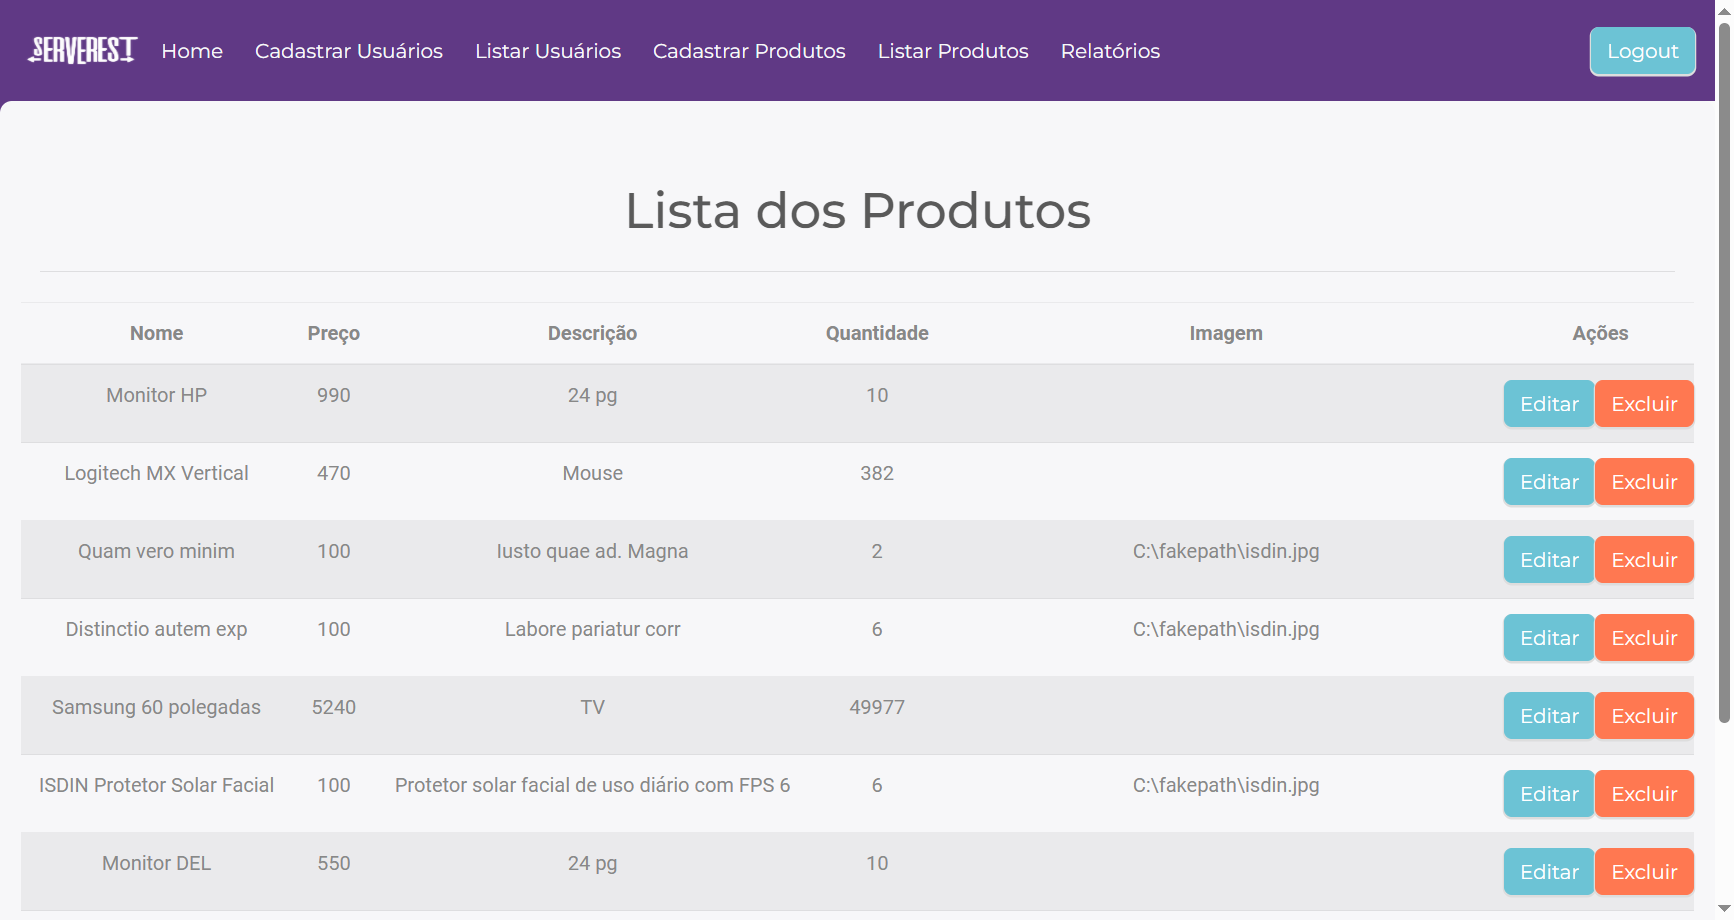 SERVEREST Home Cadastrar Usuários Listar Usuários Cadastrar Produtos Listar Produtos Relatórios Logout
Lista dos Produtos
Nome Preço Descrição Quantidade Imagem Ações
Monitor HP 990 24 pg 10 Editar Excluir
Logitech MX Vertical 470 Mouse 382 Editar Excluir
Quam vero minim 100 Iusto quae ad. Magna 2 C:\fakepath\isdin.jpg Editar Excluir
Distinctio autem exp 100 Labore pariatur corr 6 C:\fakepath\isdin.jpg Editar Excluir
Samsung 60 polegadas 5240 TV 49977 Editar Excluir
ISDIN Protetor Solar Facial 100 Protetor solar facial de uso diário com FPS 6 6 C:\fakepath\isdin.jpg Editar Excluir
Monitor DEL 550 24 pg 10 Editar Excluir